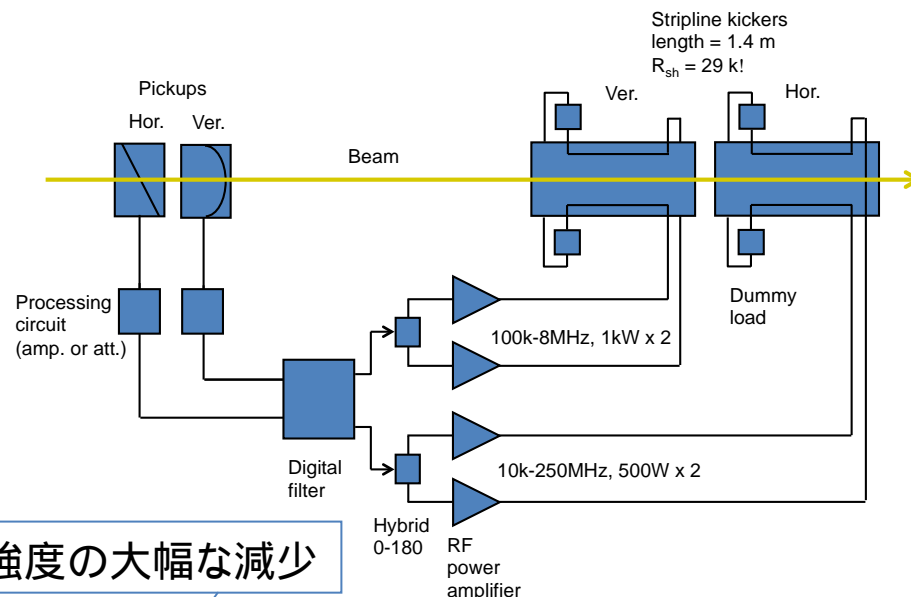 Stripline kickers
length = 1.4 m
Rsh = 29 k!
Pickups
Hor.
Ver.
Ver.
Hor.
Beam
Processing
circuit
(amp. or att.)
Dummy
load
100k-8MHz, 1kW x 2
Digital
filter
10k-250MHz, 500W x 2
Hybrid
0-180
RF
power
amplifier
強度の大幅な減少